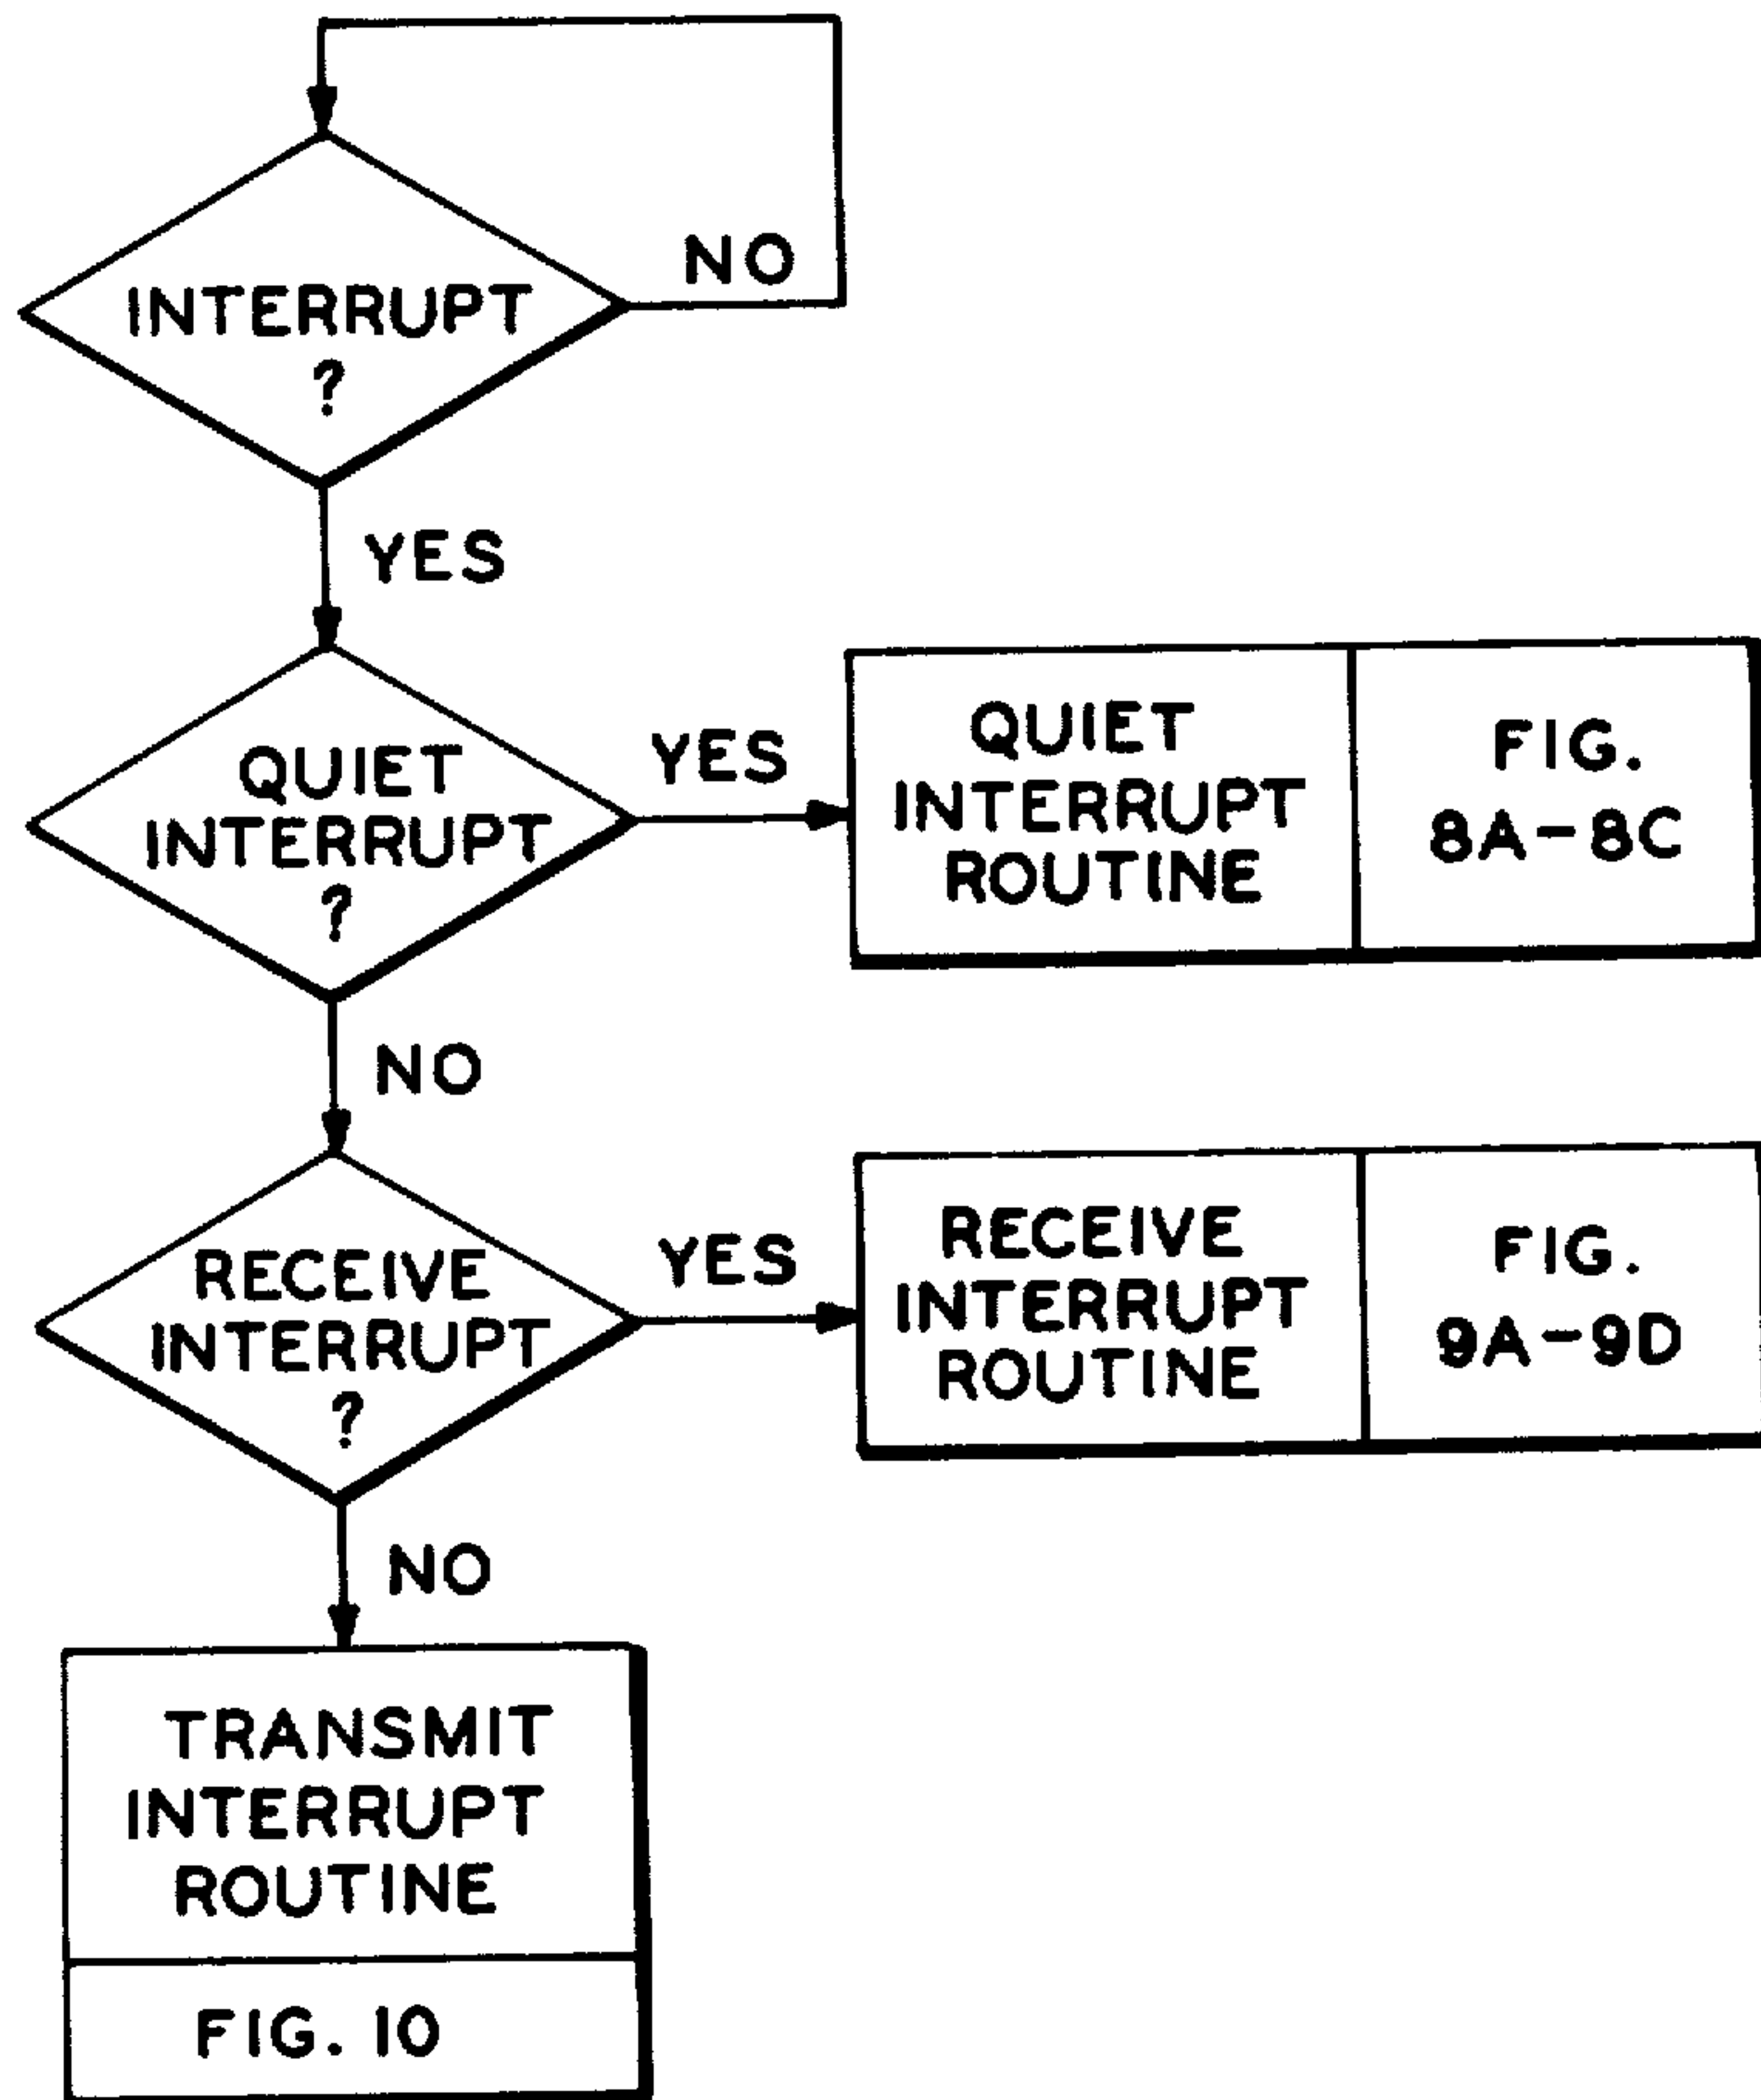 NO
INTERRUPT
?
YES
QUIET
INTERRUPT
?
YES
QUIET
INTERRUPT
ROUTINE
FIG.
8A-8C
NO
RECEIVE
INTERRUPT
?
YES
RECEIVE
INTERRUPT
ROUTINE
FIG.
9A-9D
NO
TRANSMIT
INTERRUPT
ROUTINE
FIG. 10